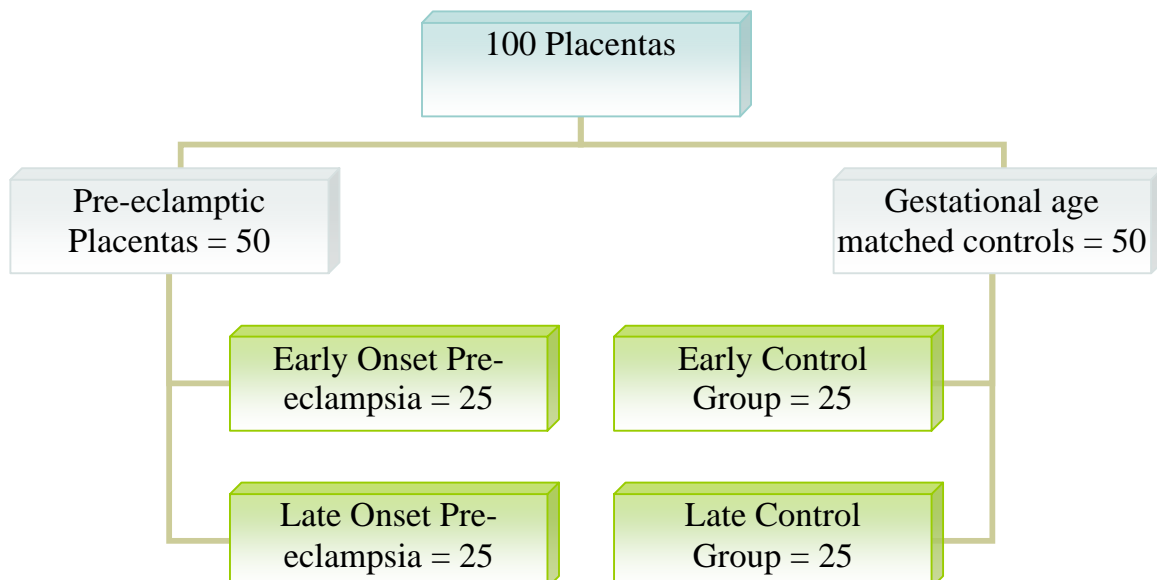 100 Placentas
Pre-eclamptic
Placentas = 50
Gestational age
matched controls = 50
Early Onset Pre-
eclampsia = 25
Early Control
Group = 25
Late Onset Pre-
eclampsia = 25
Late Control
Group = 25